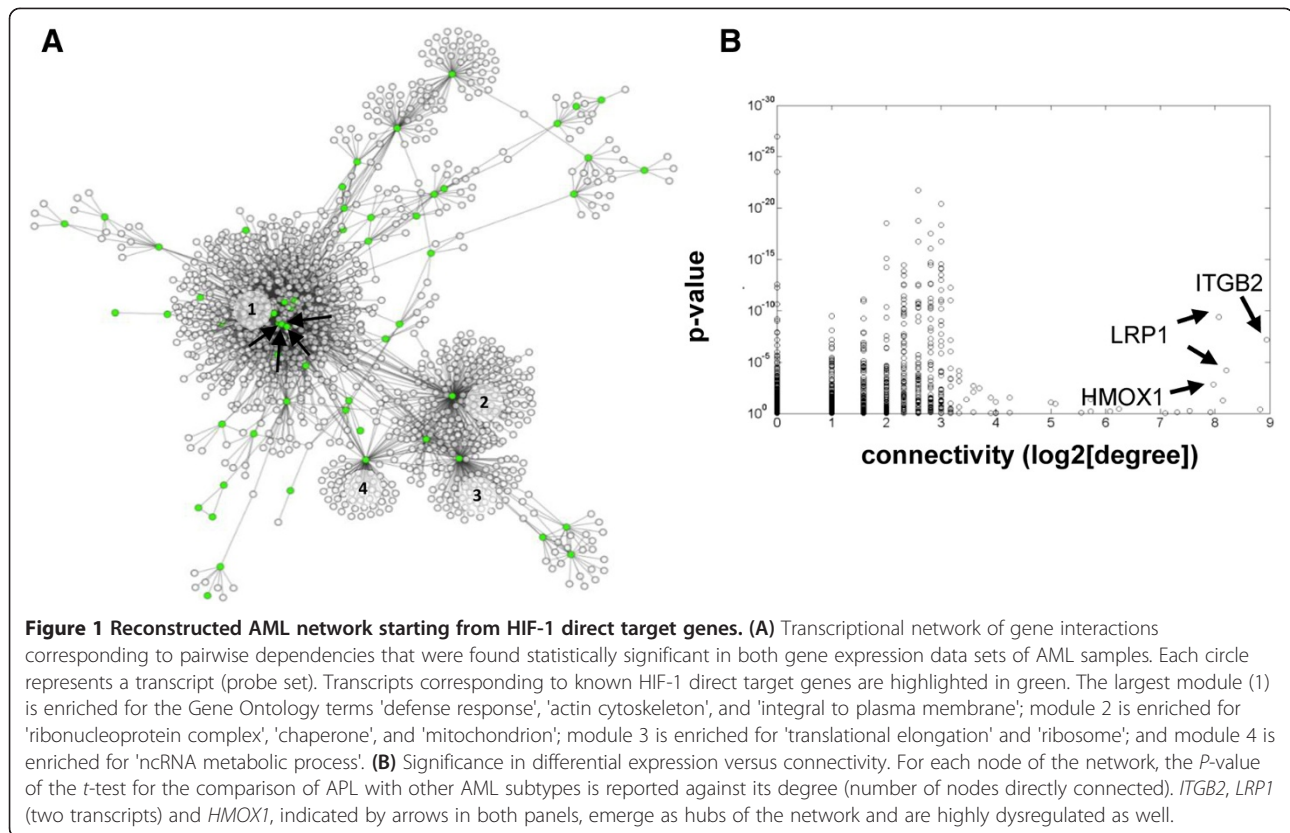 A
B
1
2
3
4
10-30
10-25
10-20
10-15
10-10
10-5
100
p-value
ITGB2
LRP1
HMOX1
0 1 2 3 4 5 6 7 8 9
connectivity (log2[degree])
Figure 1 Reconstructed AML network starting from HIF-1 direct target genes. (A) Transcriptional network of gene interactions
corresponding to pairwise dependencies that were found statistically significant in both gene expression data sets of AML samples. Each circle
represents a transcript (probe set). Transcripts corresponding to known HIF-1 direct target genes are highlighted in green. The largest module (1)
is enriched for the Gene Ontology terms 'defense response', 'actin cytoskeleton', and 'integral to plasma membrane'; module 2 is enriched for
'ribonucleoprotein complex', 'chaperone', and 'mitochondrion'; module 3 is enriched for 'translational elongation' and 'ribosome'; and module 4 is
enriched for 'ncRNA metabolic process'. (B) Significance in differential expression versus connectivity. For each node of the network, the P-value
of the t-test for the comparison of APL with other AML subtypes is reported against its degree (number of nodes directly connected). ITGB2, LRP1
(two transcripts) and HMOX1, indicated by arrows in both panels, emerge as hubs of the network and are highly dysregulated as well.